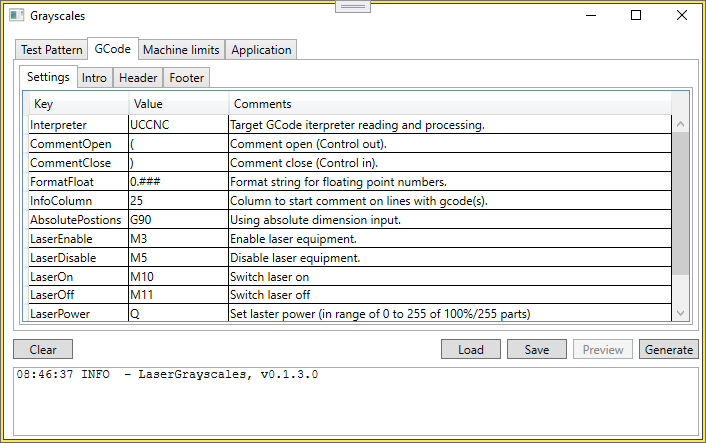 Grayscales
Test Pattern GCode Machine limits Application
Settings Intro Header Footer
Key Value Comments
Interpreter UCCNC Target GCode iterpreter reading and processing.
CommentOpen ( Comment open (Control out).
CommentClose ) Comment close (Control in).
FormatFloat 0.### Format string for floating point numbers.
InfoColumn 25 Column to start comment on lines with gcode(s).
AbsolutePostions G90 Using absolute dimension input.
LaserEnable M3 Enable laser equipment.
LaserDisable M5 Disable laser equipment.
LaserOn M10 Switch laser on
LaserOff M11 Switch laser off
LaserPower Q Set laster power (in range of 0 to 255 of 100%/255 parts)
Clear Load Save Preview Generate
08:46:37 INFO - LaserGrayscales, v0.1.3.0